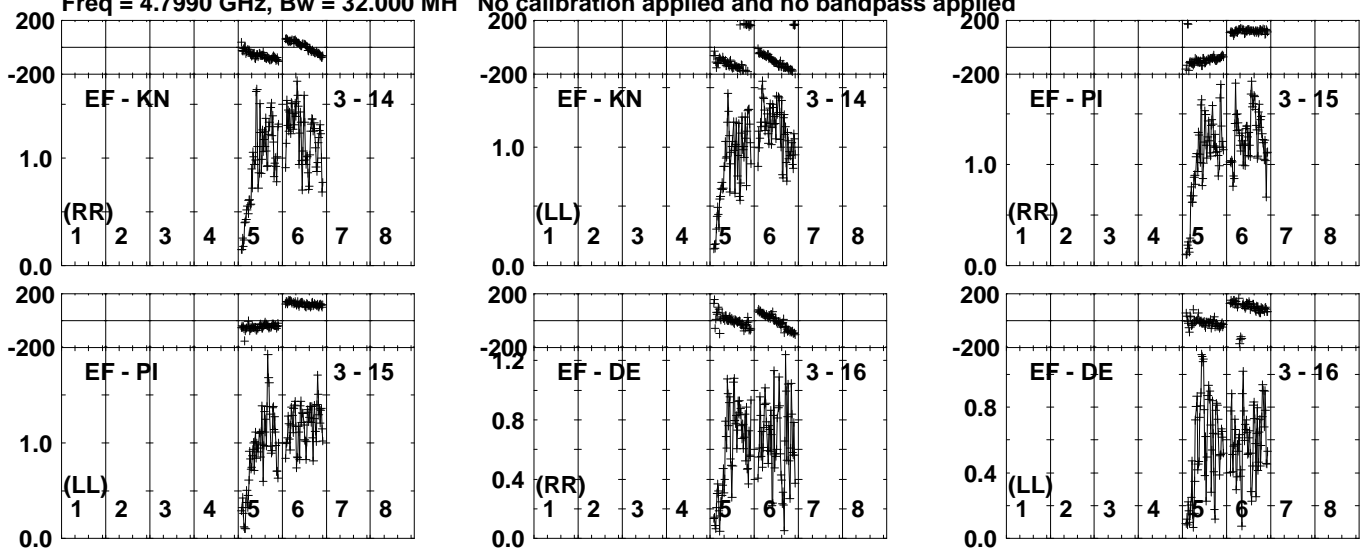 Freq = 4.7990 GHz, Bw = 32.000 MH No calibration applied and no bandpass applied
200
-200
EF - KN 3 - 14
1.0
(RR)
1 2 3 4 5 6 7 8
0.0
EF - KN 3 - 14
1.0
(LL)
1 2 3 4 5 6 7 8
0.0
200
-200
EF - PI 3 - 15
1.0
(RR)
1 2 3 4 5 6 7 8
0.0
200
-200
EF - PI 3 - 15
1.0
(LL)
1 2 3 4 5 6 7 8
0.0
200
-200
1.2
EF - DE 3 - 16
0.8
0.4
(RR)
1 2 3 4 5 6 7 8
0.0
200
-200
EF - DE 3 - 16
0.8
0.4
(LL)
1 2 3 4 5 6 7 8
0.0